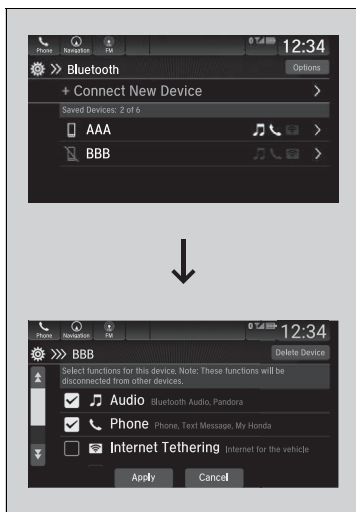 Phone Navigation FM 12:34
Bluetooth Options
+ Connect New Device
Saved Devices: 2 of 6
AAA
BBB
Phone Navigation FM 12:34
BBB Delete Device
Select functions for this device. Note: These functions will be
disconnected from other devices.
Audio Bluetooth Audio, Pandora
Phone Phone, Text Message, My Honda
Internet Tethering Internet for the vehicle
Apply Cancel